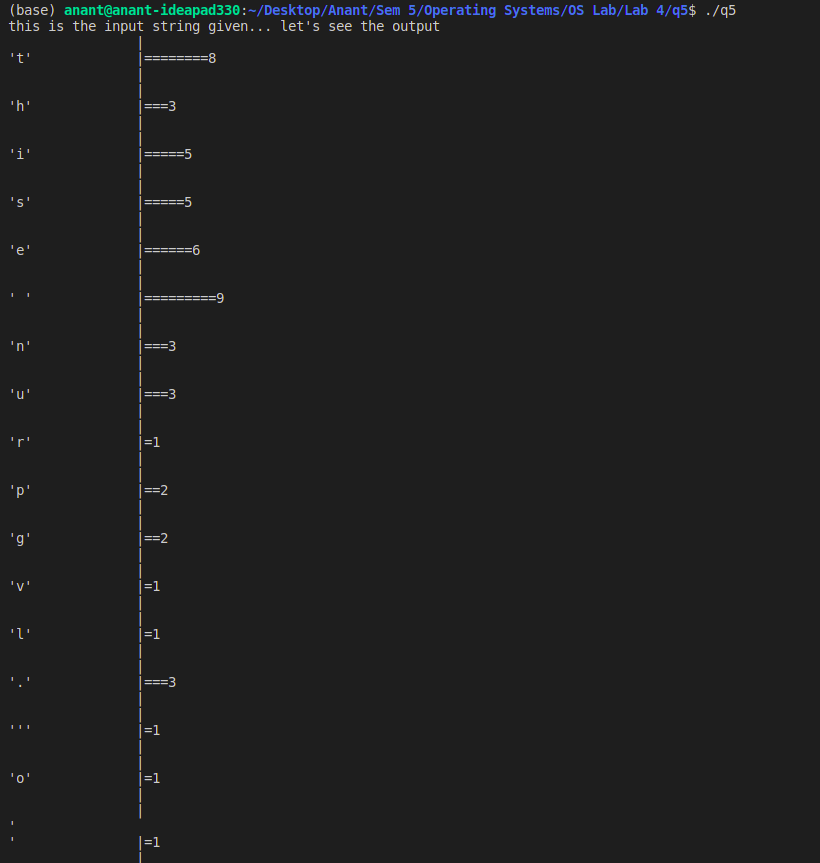 (base) anant@anant-ideapad330:~/Desktop/Anant/Sem 5/Operating Systems/OS Lab/Lab 4/q5$ ./q5
this is the input string given... let's see the output
                |
't'             |========8
                |
                |
'h'             |===3
                |
                |
'i'             |=====5
                |
                |
's'             |=====5
                |
                |
'e'             |======6
                |
                |
' '             |=========9
                |
                |
'n'             |===3
                |
                |
'u'             |===3
                |
                |
'r'             |=1
                |
                |
'p'             |==2
                |
                |
'g'             |==2
                |
                |
'v'             |=1
                |
                |
'l'             |=1
                |
                |
'.'             |===3
                |
                |
'''             |=1
                |
                |
'o'             |=1
                |
                |
'
'               |=1
                |